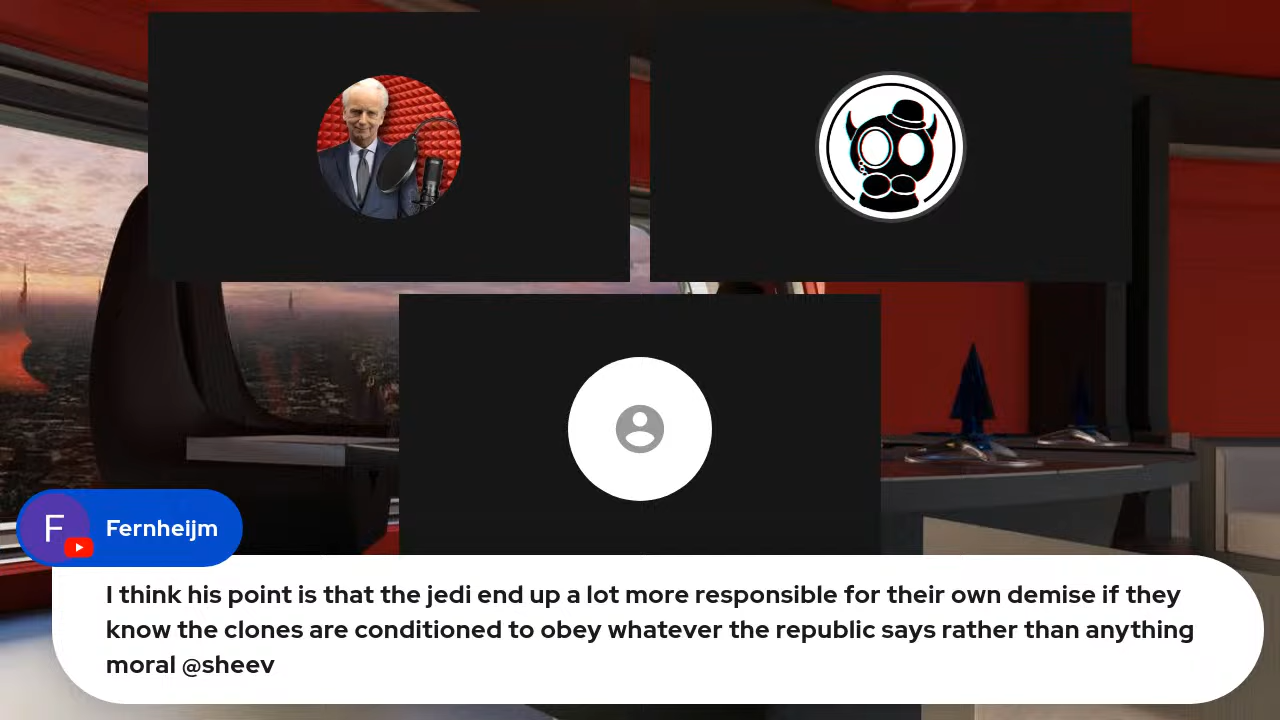 F
Fernheijm
I think his point is that the jedi end up a lot more responsible for their own demise if they
know the clones are conditioned to obey whatever the republic says rather than anything
moral @sheev